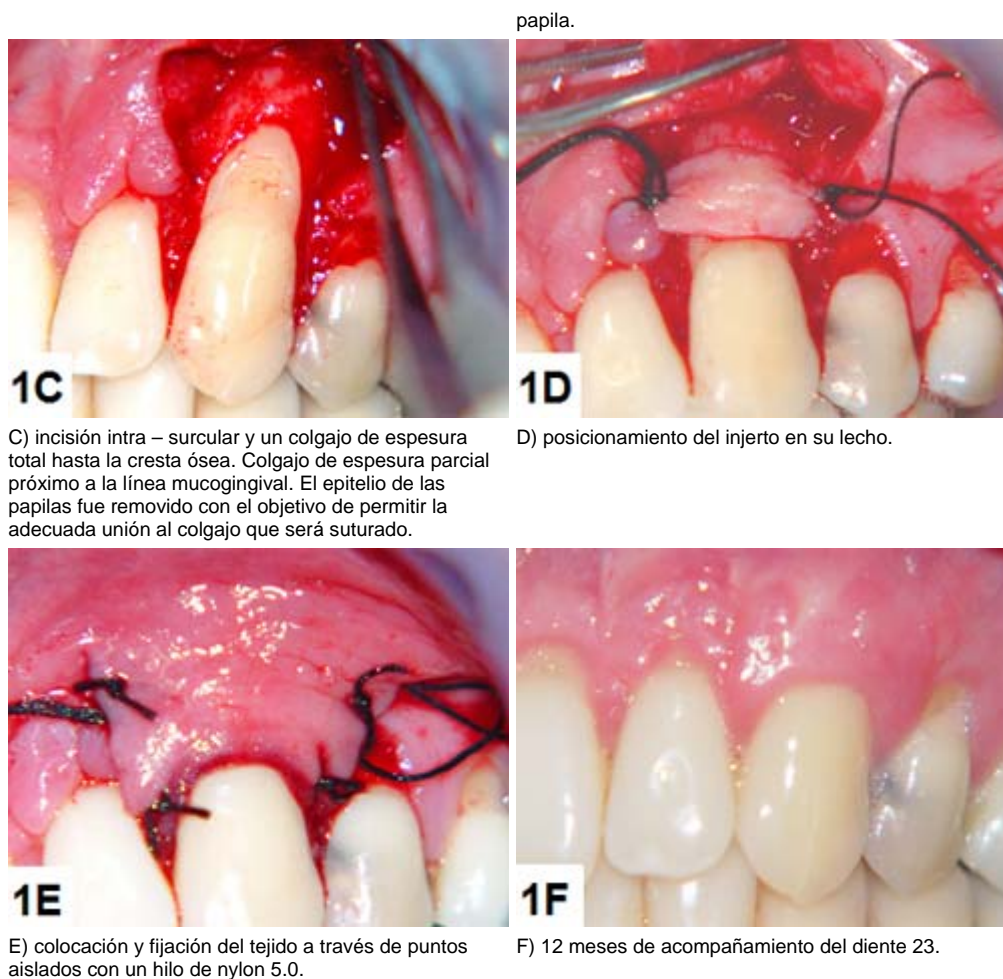 papila.
1C
1D
C) incisión intra – surcular y un colgajo de espesura
total hasta la cresta ósea. Colgajo de espesura parcial
próximo a la línea mucogingival. El epitelio de las
papilas fue removido con el objetivo de permitir la
adecuada unión al colgajo que será suturado.
D) posicionamiento del injerto en su lecho.
1E
1F
E) colocación y fijación del tejido a través de puntos
aislados con un hilo de nylon 5.0.
F) 12 meses de acompañamiento del diente 23.